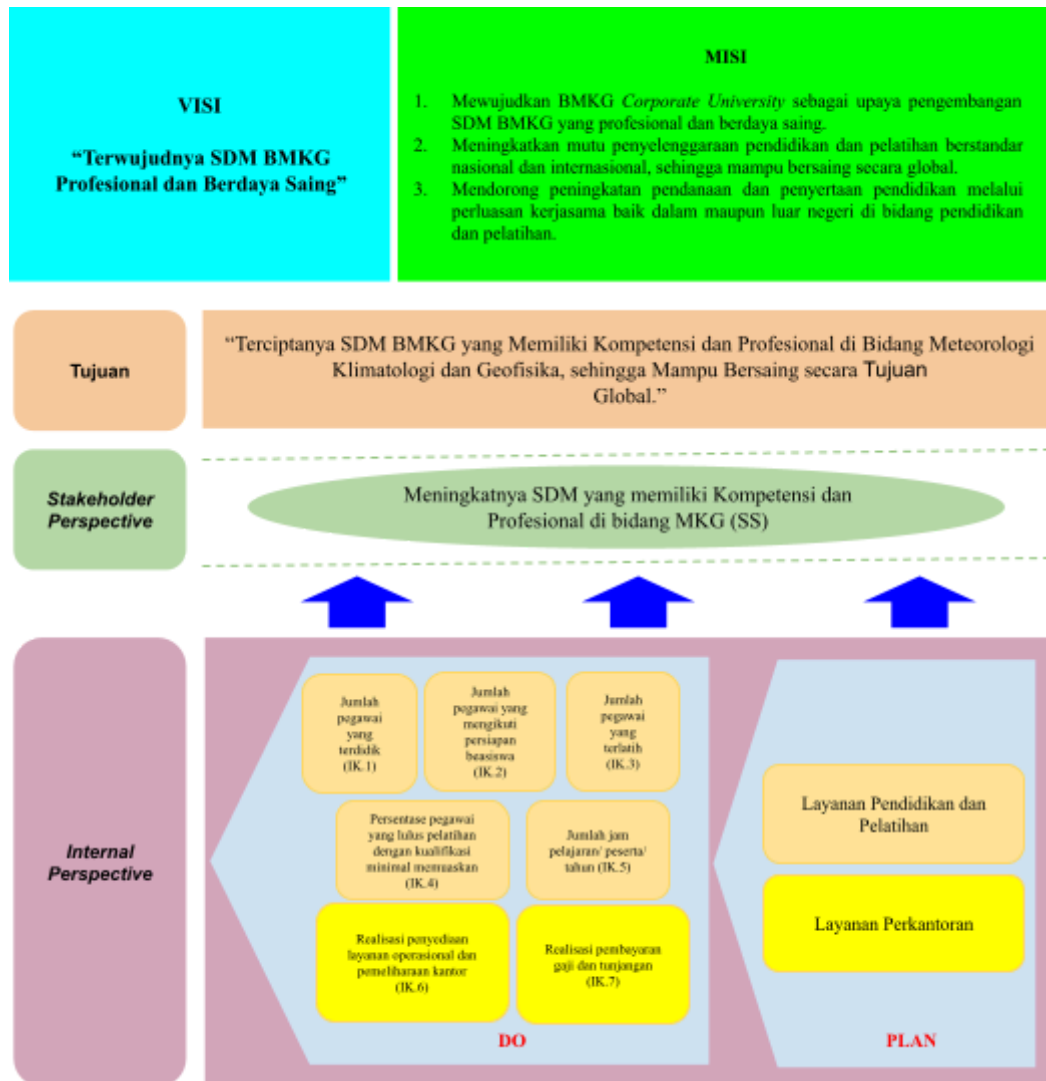 VISI
“Terwujudnya SDM BMKG
Profesional dan Berdaya Saing”
MISI
1. Mewujudkan BMKG Corporate University sebagai upaya pengembangan
SDM BMKG yang profesional dan berdaya saing.
2. Meningkatkan mutu penyelenggaraan pendidikan dan pelatihan berstandar
nasional dan internasional, sehingga mampu bersaing secara global.
3. Mendorong peningkatan pendanaan dan penyertaan pendidikan melalui
perluasan kerjasama baik dalam maupun luar negeri di bidang pendidikan
dan pelatihan.
Tujuan
“Terciptanya SDM BMKG yang Memiliki Kompetensi dan Profesional di Bidang Meteorologi
Klimatologi dan Geofisika, sehingga Mampu Bersaing secara Tujuan
Global.”
Stakeholder
Perspective
Meningkatnya SDM yang memiliki Kompetensi dan
Profesional di bidang MKG (SS)
Internal
Perspective
Jumlah
pegawai
yang
terdidik
(IK.1)
Jumlah
pegawai yang
mengikuti
persiapan
beasiswa
(IK.2)
Jumlah
pegawai
yang
terlatih
(IK.3)
Persentase pegawai
yang lulus pelatihan
dengan kualifikasi
minimal memuaskan
(IK.4)
Jumlah jam
pelajaran/ peserta/
tahun (IK.5)
Realisasi penyediaan
layanan operasional dan
pemeliharaan kantor
(IK.6)
Realisasi pembayaran
gaji dan tunjangan
(IK.7)
DO
Layanan Pendidikan dan
Pelatihan
Layanan Perkantoran
PLAN